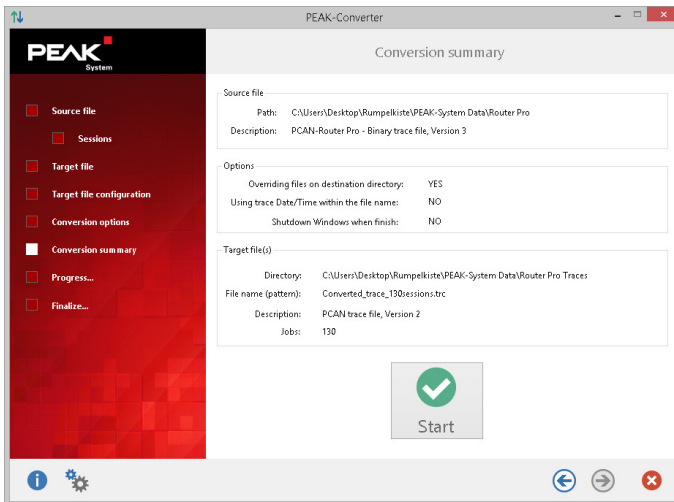 PEAK-Converter
PEAK
System
Conversion summary
Source file
Sessions
Target file
Target file configuration
Conversion options
Conversion summary
Progress...
Finalize...
Source file
Path: C:\Users\Desktop\Rumpelkiste\PEAK-System Data\Router Pro
Description: PCAN-Router Pro - Binary trace file, Version 3
Options
Overriding files on destination directory: YES
Using trace Date/Time within the file name: NO
Shutdown Windows when finish: NO
Target file(s)
Directory: C:\Users\Desktop\Rumpelkiste\PEAK-System Data\Router Pro Traces
File name (pattern): Converted_trace_130sessions.trc
Description: PCAN trace file, Version 2
Jobs: 130
Start